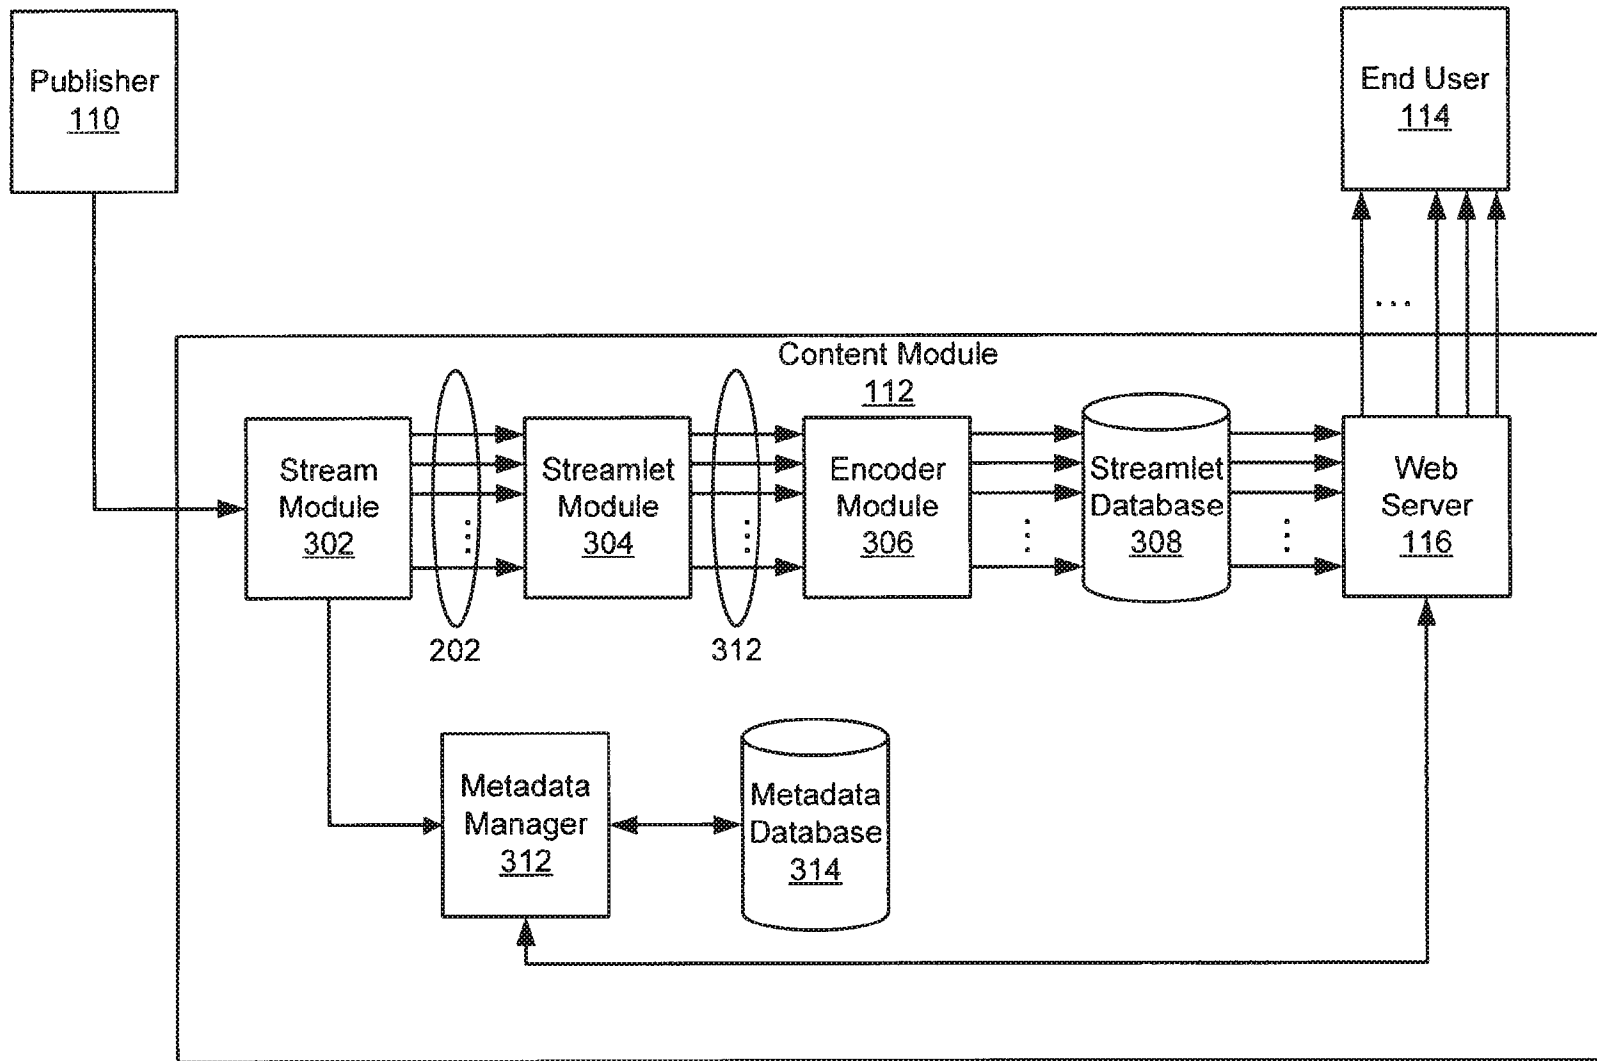 Publisher
110
End User
114
Content Module
112
Stream
Module
302
Streamlet
Module
304
Encoder
Module
306
Streamlet
Database
308
Web
Server
116
202
312
Metadata
Manager
312
Metadata
Database
314